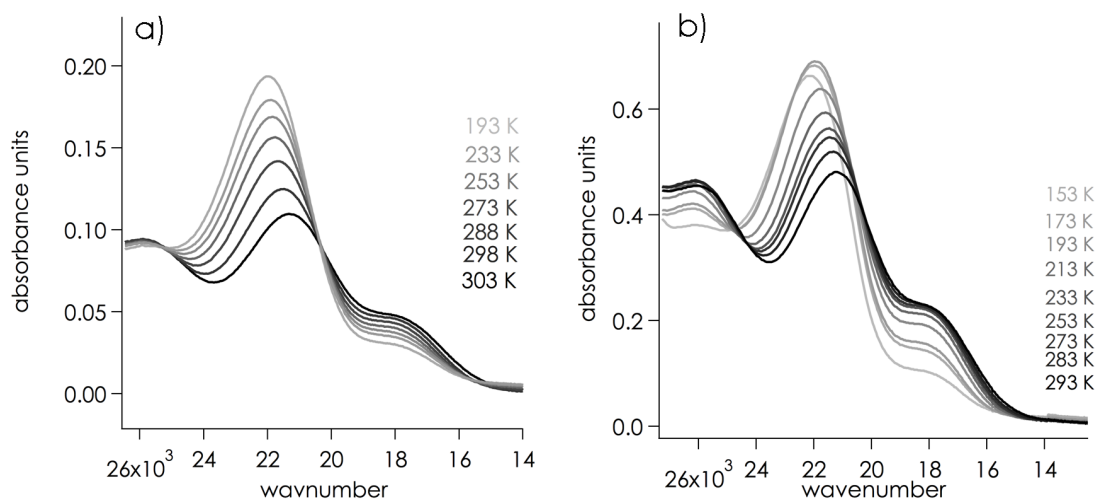 a)
absorbance units
0.20
0.15
0.10
0.05
0.00
193 K
233 K
253 K
273 K
288 K
298 K
303 K
26x10³ 24 22 20 18 16 14
wavnumber
b)
absorbance units
0.6
0.4
0.2
0.0
153 K
173 K
193 K
213 K
233 K
253 K
273 K
283 K
293 K
26x10³ 24 22 20 18 16 14
wavenumber